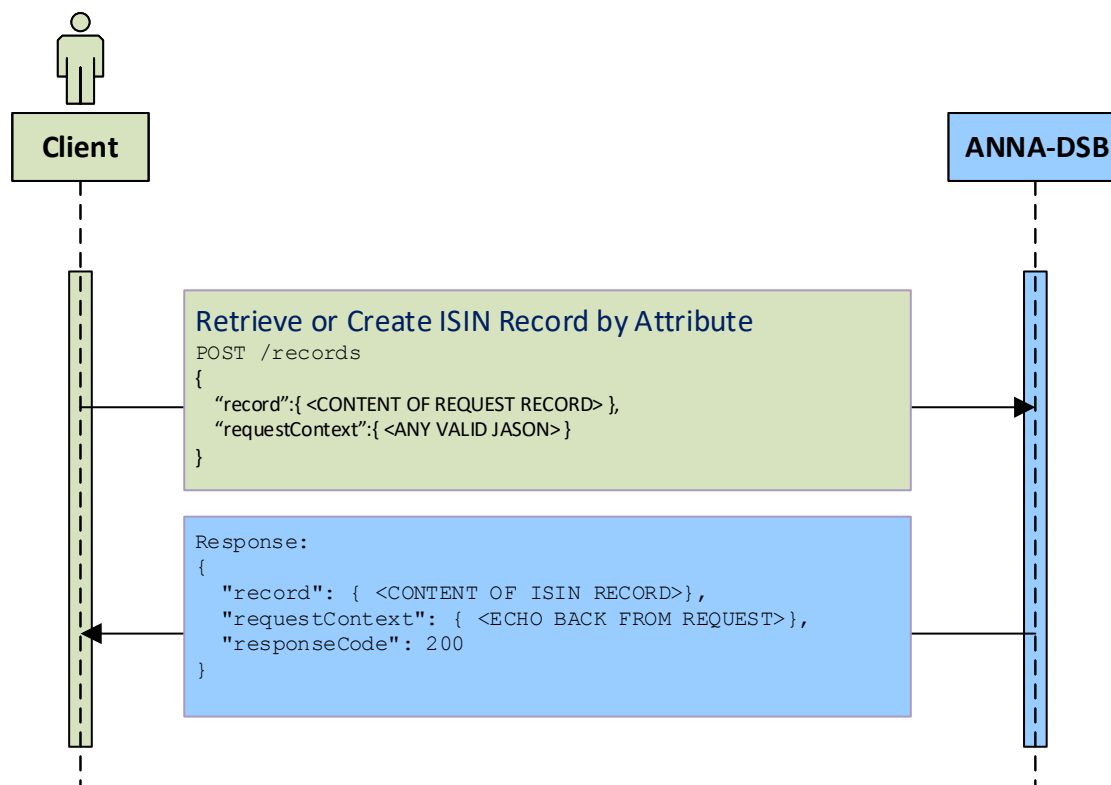 Client
ANNA-DSB
Retrieve or Create ISIN Record by Attribute
POST /records
{
“record”:{ <CONTENT OF REQUEST RECORD> },
“requestContext”:{ <ANY VALID JASON> }
}
Response:
{
"record": { <CONTENT OF ISIN RECORD>},
"requestContext": { <ECHO BACK FROM REQUEST>},
"responseCode": 200
}